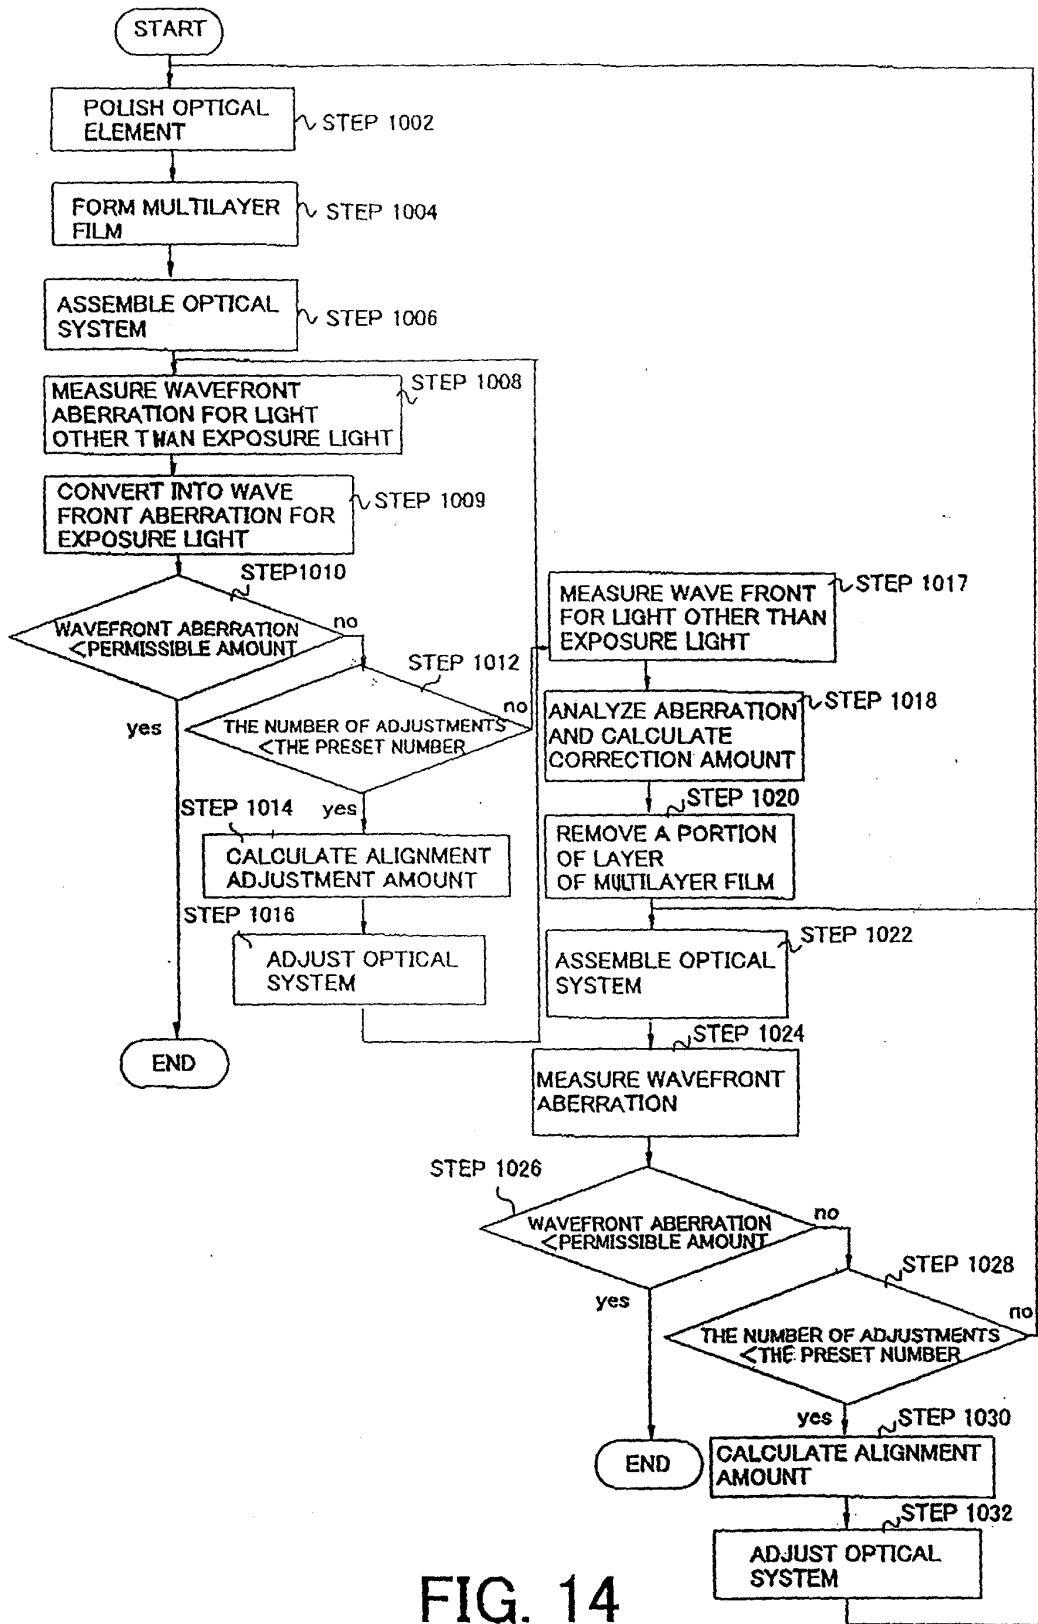 START
POLISH OPTICAL
ELEMENT
STEP 1002
FORM MULTILAYER
FILM
STEP 1004
ASSEMBLE OPTICAL
SYSTEM
STEP 1006
MEASURE WAVEFRONT
ABERRATION FOR LIGHT
OTHER THAN EXPOSURE LIGHT
STEP 1008
CONVERT INTO WAVE
FRONT ABERRATION FOR
EXPOSURE LIGHT
STEP 1009
STEP1010
WAVEFRONT ABERRATION
<PERMISSIBLE AMOUNT
no
yes
STEP 1012
THE NUMBER OF ADJUSTMENTS
<THE PRESET NUMBER
no
yes
STEP 1014
CALCULATE ALIGNMENT
ADJUSTMENT AMOUNT
STEP 1016
ADJUST OPTICAL
SYSTEM
END
MEASURE WAVE FRONT
FOR LIGHT OTHER THAN
EXPOSURE LIGHT
STEP 1017
ANALYZE ABERRATION
AND CALCULATE
CORRECTION AMOUNT
STEP 1018
STEP 1020
REMOVE A PORTION
OF LAYER
OF MULTILAYER FILM
STEP 1022
ASSEMBLE OPTICAL
SYSTEM
STEP 1024
MEASURE WAVEFRONT
ABERRATION
STEP 1026
WAVEFRONT ABERRATION
<PERMISSIBLE AMOUNT
no
yes
STEP 1028
THE NUMBER OF ADJUSTMENTS
<THE PRESET NUMBER
no
yes
END
STEP 1030
CALCULATE ALIGNMENT
AMOUNT
STEP 1032
ADJUST OPTICAL
SYSTEM
FIG. 14